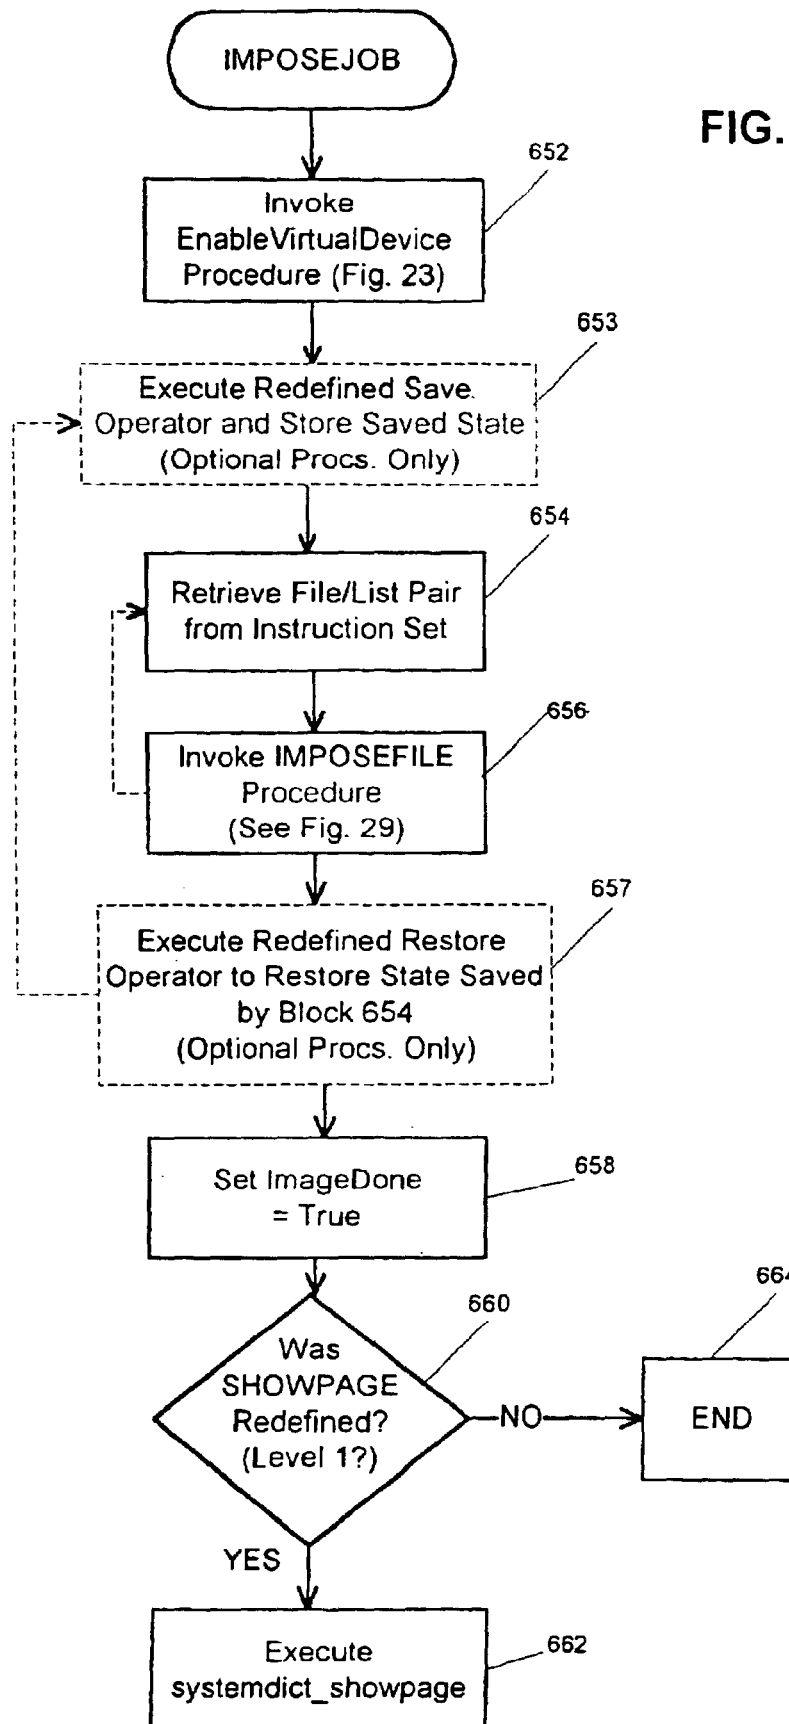 IMPOSEJOB
FIG.
652
Invoke
EnableVirtualDevice
Procedure (Fig. 23)
653
Execute Redefined Save.
Operator and Store Saved State
(Optional Procs. Only)
654
Retrieve File/List Pair
from Instruction Set
656
Invoke IMPOSEFILE
Procedure
(See Fig. 29)
657
Execute Redefined Restore
Operator to Restore State Saved
by Block 654
(Optional Procs. Only)
658
Set ImageDone
= True
660
664
Was
SHOWPAGE
Redefined?
(Level 1?)
NO
END
YES
662
Execute
systemdict_showpage